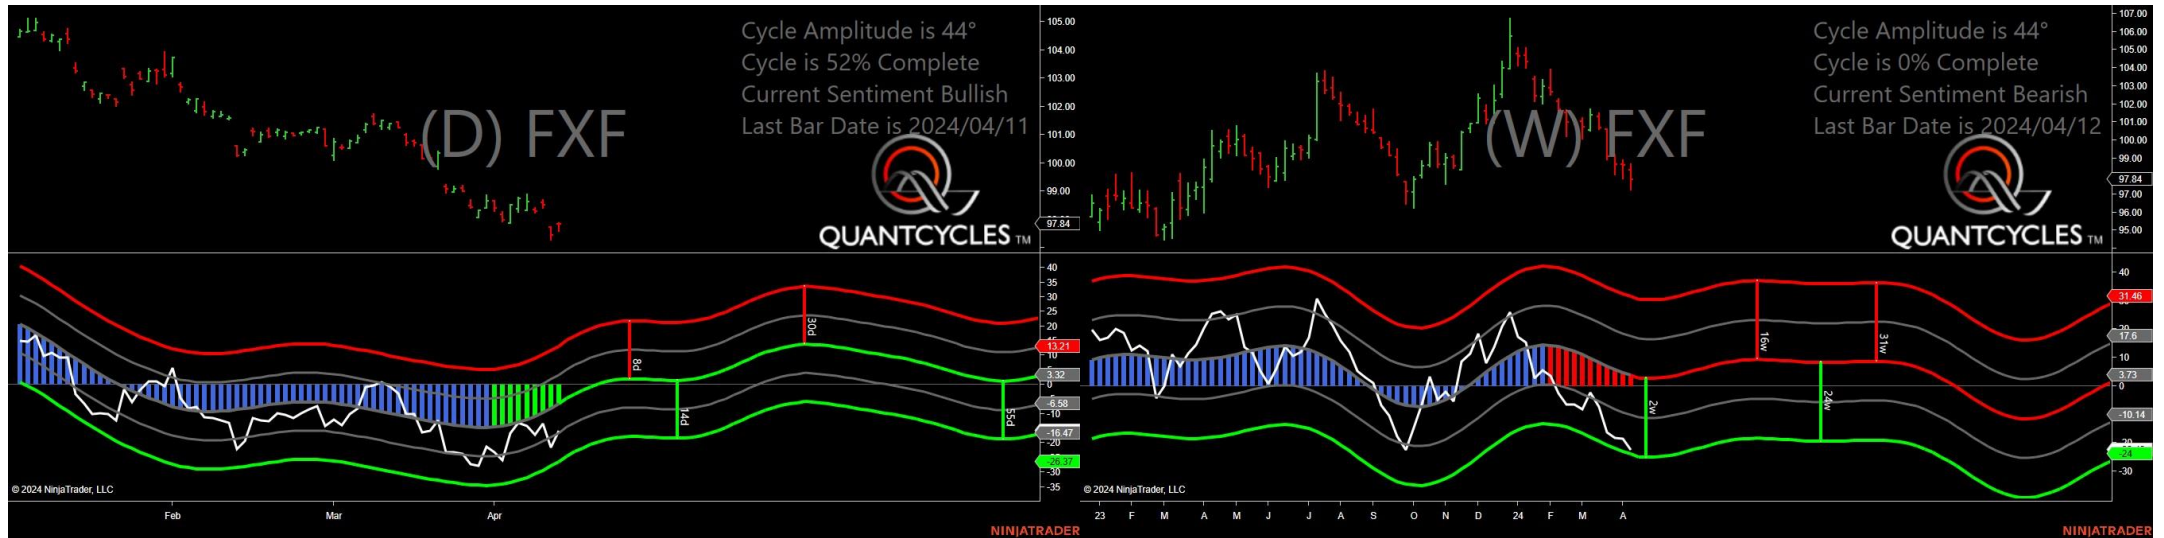 Cycle Amplitude is 44°
Cycle is 52% Complete
Current Sentiment Bullish
Last Bar Date is 2024/04/11
(D) FXF
QUANTCYCLES TM
105.00
104.00
103.00
102.00
101.00
100.00
99.00
97.84
40
35
30
25
20
13.21
10
5
3.32
0
-6.58
-10
-16.47
-20
-26.37
-30
-35
8d
14d
30d
55d
© 2024 NinjaTrader, LLC
Feb Mar Apr
NINJATRADER
Cycle Amplitude is 44°
Cycle is 0% Complete
Current Sentiment Bearish
Last Bar Date is 2024/04/12
(W) FXF
QUANTCYCLES TM
107.00
106.00
105.00
104.00
103.00
102.00
101.00
100.00
99.00
97.84
97.00
96.00
95.00
40
31.46
20
17.6
10
3.73
0
-10.14
-20
-24
-30
2w
16w
24w
31w
© 2024 NinjaTrader, LLC
23 F M A M J J A S O N D 24 F M A
NINJATRADER